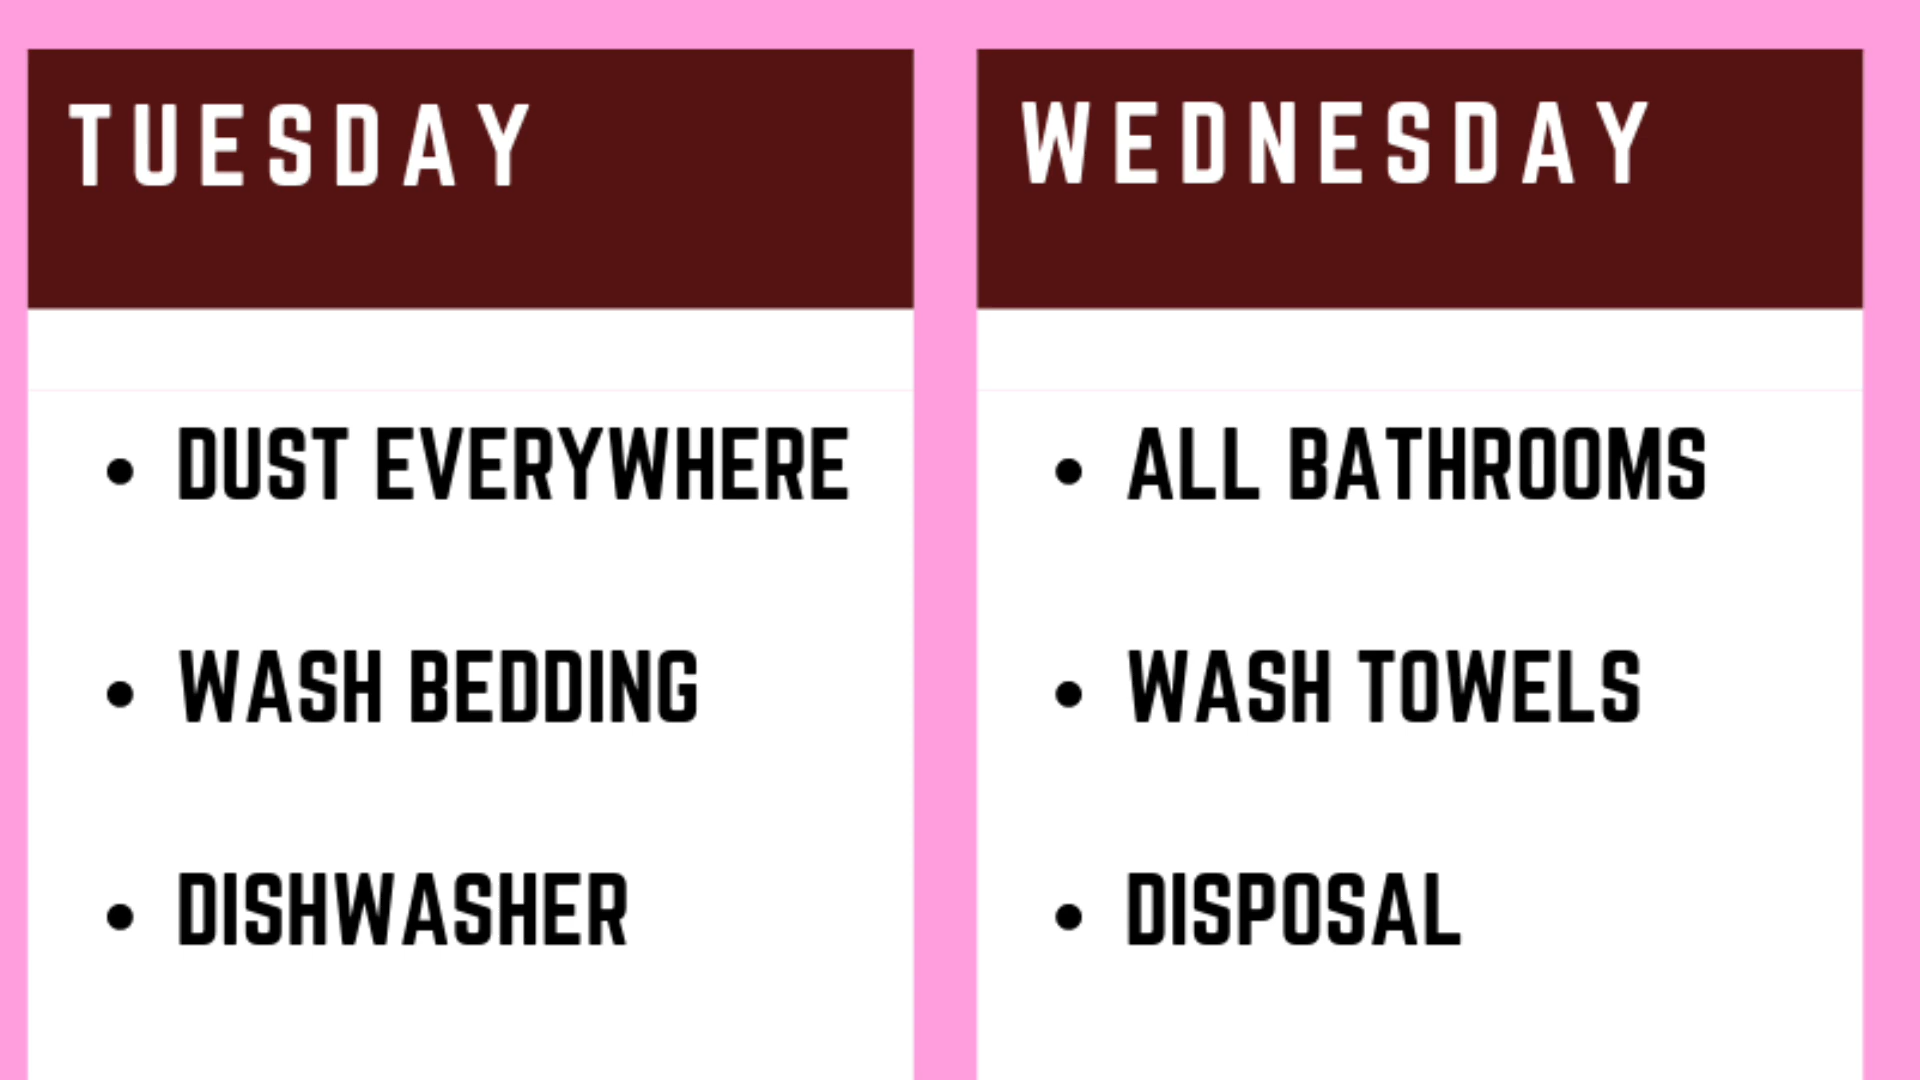 TUESDAY
• DUST EVERYWHERE
• WASH BEDDING
• DISHWASHER
WEDNESDAY
• ALL BATHROOMS
• WASH TOWELS
• DISPOSAL